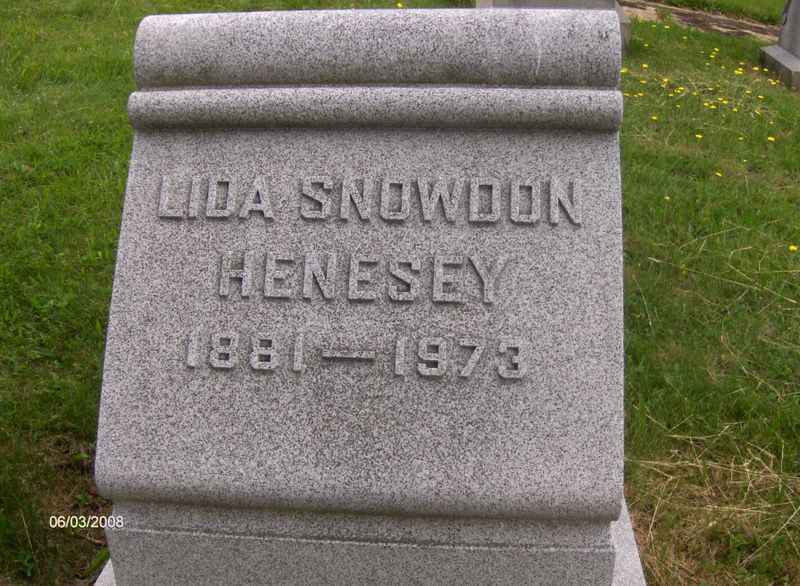 LIDA SNOWDON
HENESEY
1881—1973
06/03/2008